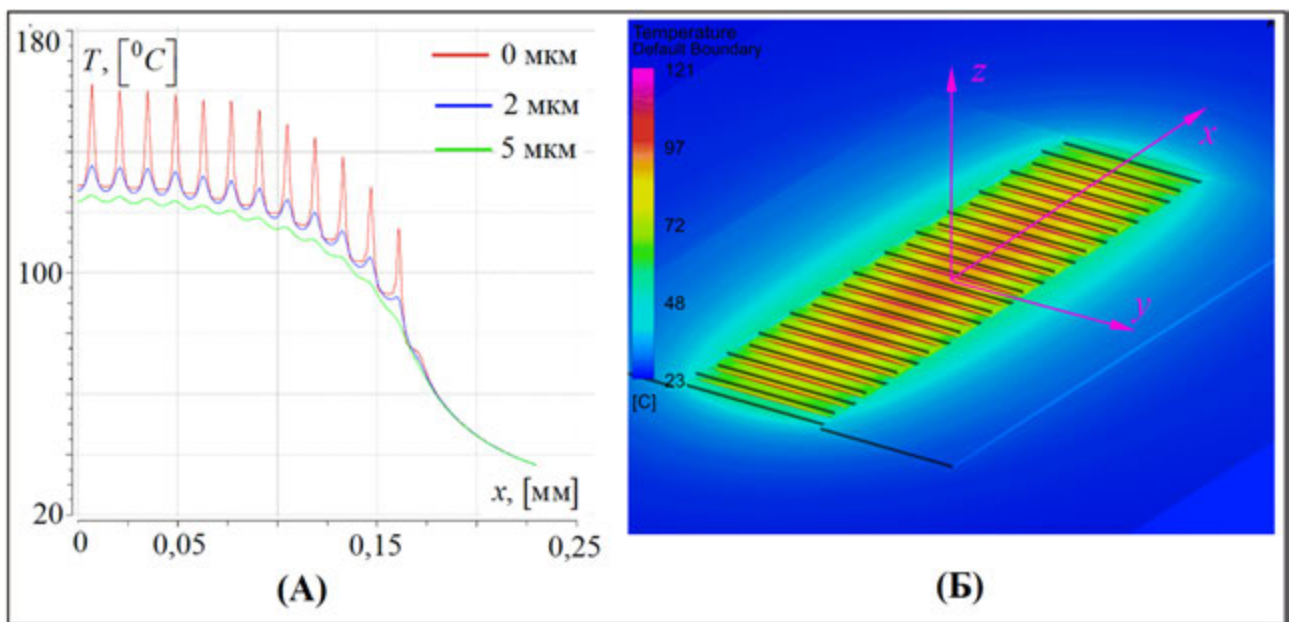 180
T, [⁰C]
0 мкм
2 мкм
5 мкм
100
x, [мм]
20
0
0,05
0,15
0,25
(А)
Temperature
Default Boundary
121
97
72
48
23
[C]
z
x
y
(Б)